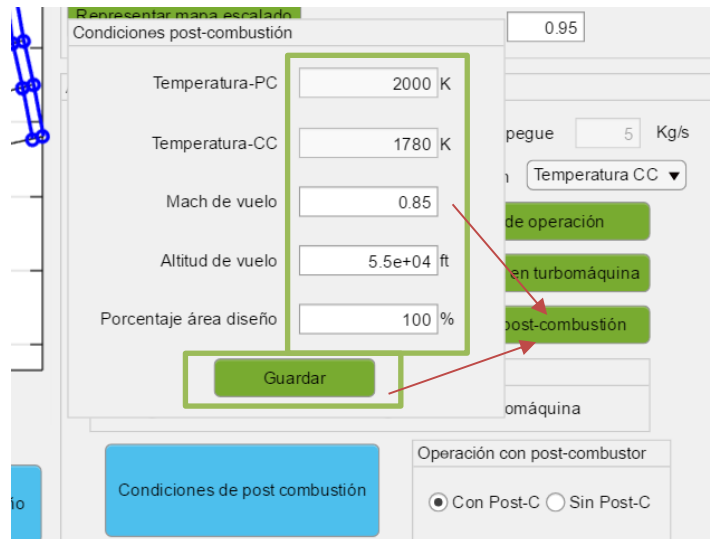 Representar mapa escalado
0.95
Condiciones post-combustión
Temperatura-PC 2000 K
pegue 5 Kg/s
Temperatura-CC 1780 K
Temperatura CC
Mach de vuelo 0.85
de operación
Altitud de vuelo 5.5e+04 ft
en turbomáquina
Porcentaje área diseño 100 %
post-combustión
Guardar
omáquina
Operación con post-combustor
Condiciones de post combustión
Con Post-C Sin Post-C
io